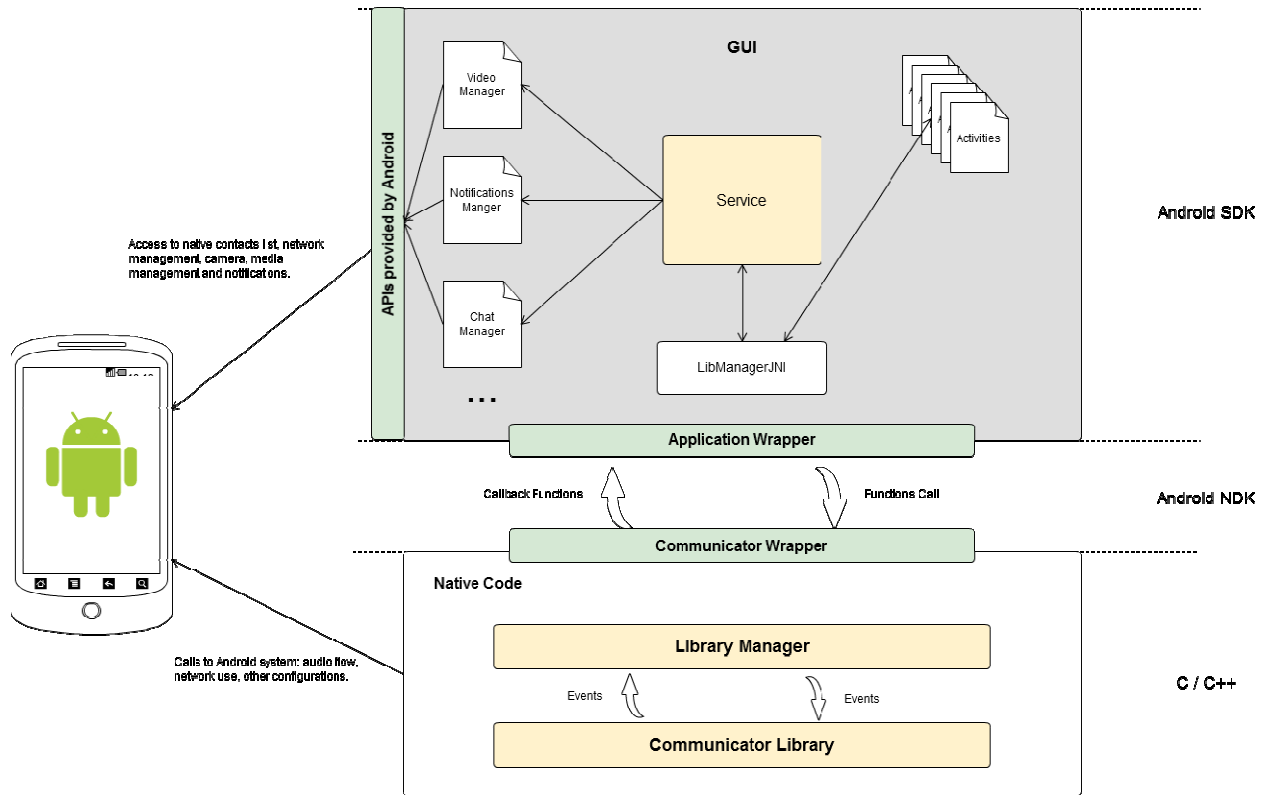 GUI
Video
Manager
Notifications
Manger
Chat
Manager
...
APIs provided by Android
Service
LibManagerJNI
Activities
Android SDK
Access to native contacts list, network
management, camera, media
management and notifications.
Application Wrapper
Callback Functions
Functions Call
Android NDK
Communicator Wrapper
Native Code
Library Manager
Events
Events
Communicator Library
C / C++
Calls to Android system: audio flow,
network use, other configurations.